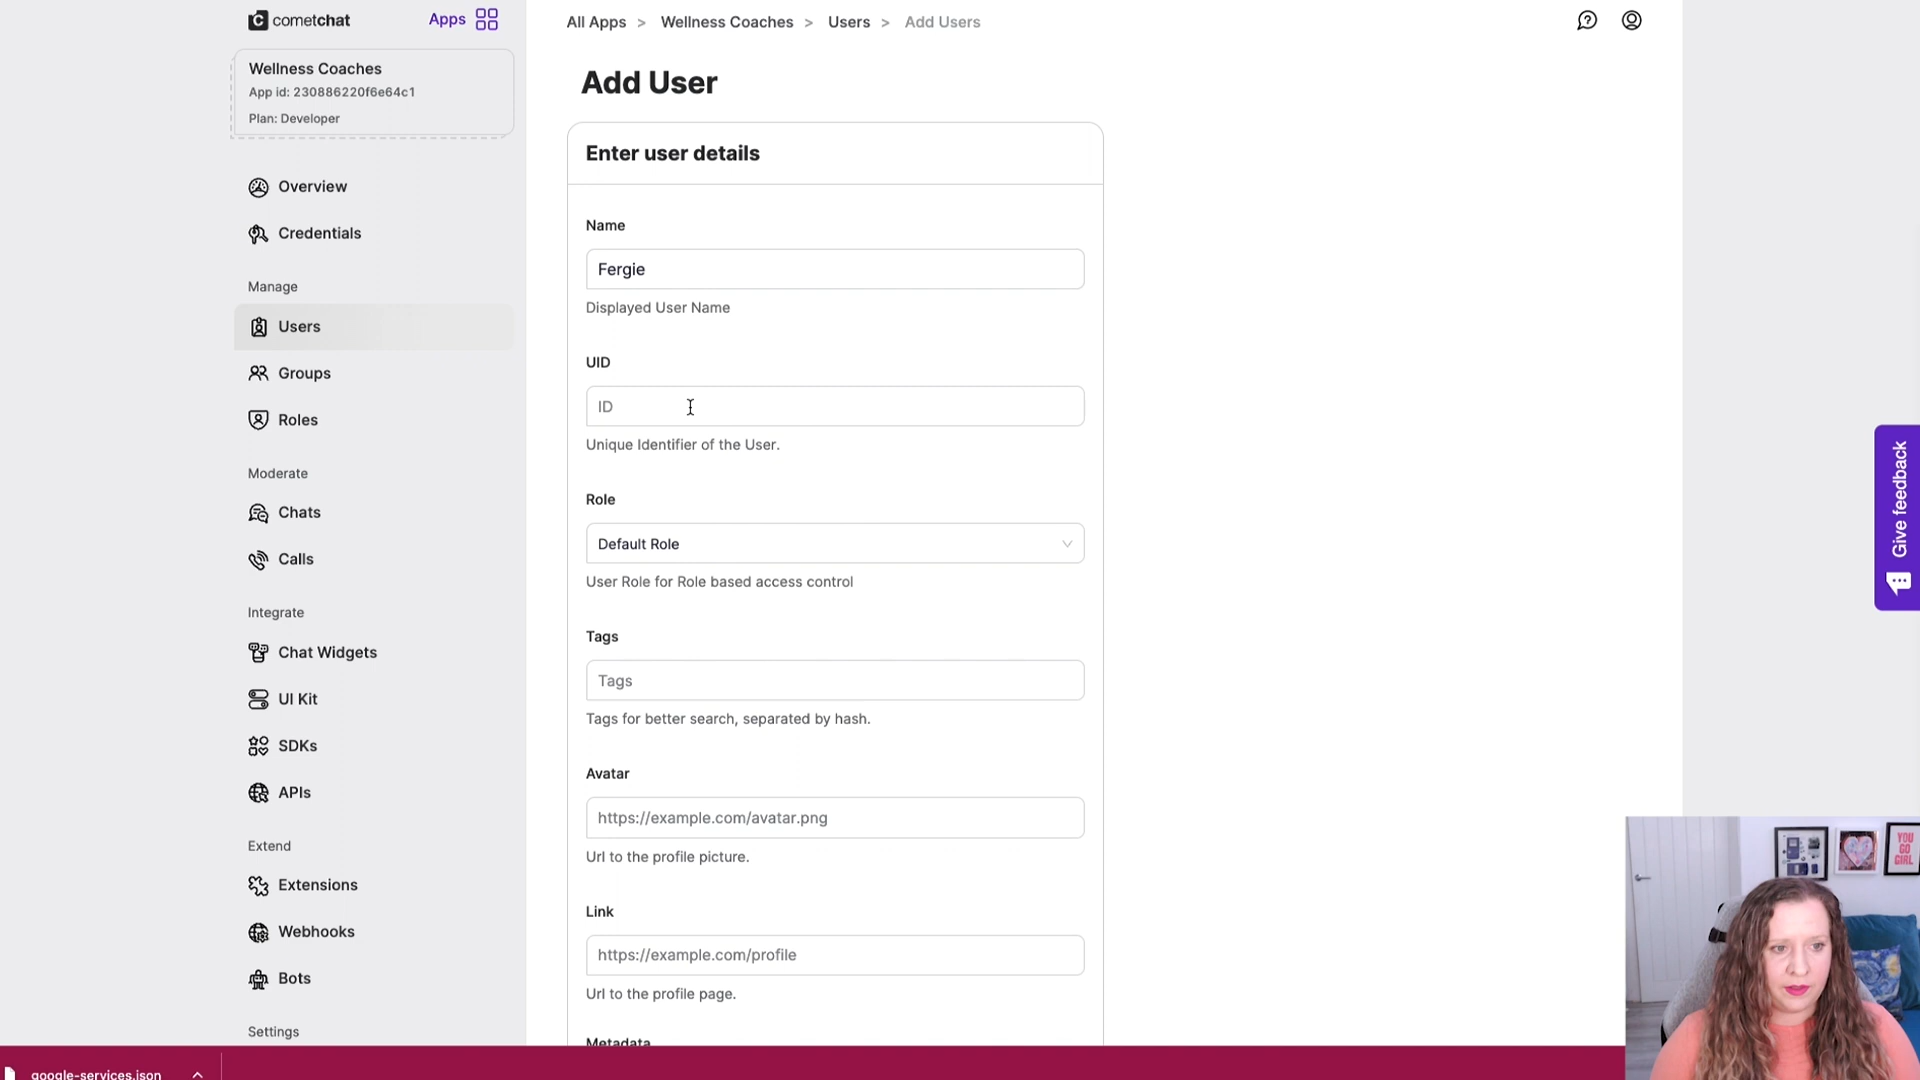 cometchat
Apps
Wellness Coaches
App id: 230886220f6e64c1
Plan: Developer
Overview
Credentials
Manage
Users
Groups
Roles
Moderate
Chats
Calls
Integrate
Chat Widgets
UI Kit
SDKs
APIs
Extend
Extensions
Webhooks
Bots
Settings
All Apps > Wellness Coaches > Users > Add Users
Add User
Enter user details
Name
Fergie
Displayed User Name
UID
ID
Unique Identifier of the User.
Role
Default Role
User Role for Role based access control
Tags
Tags
Tags for better search, separated by hash.
Avatar
https://example.com/avatar.png
Url to the profile picture.
Link
https://example.com/profile
Url to the profile page.
Metadata
Give feedback
YOU
GO
GIRL
google-services.json